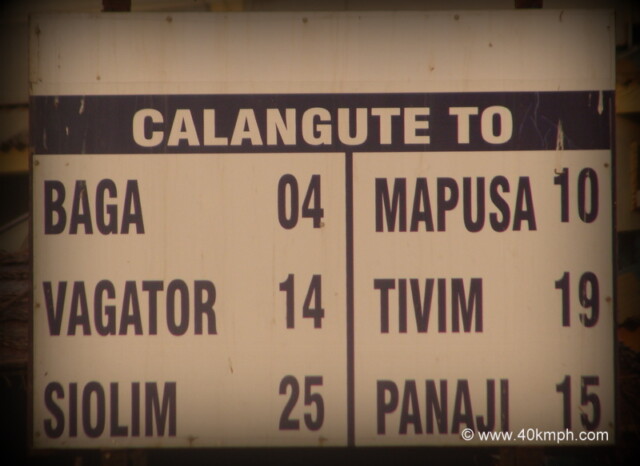 CALANGUTE TO
BAGA 04
VAGATOR 14
SIOLIM 25
MAPUSA 10
TIVIM 19
PANAJI 15
© www.40kmph.com